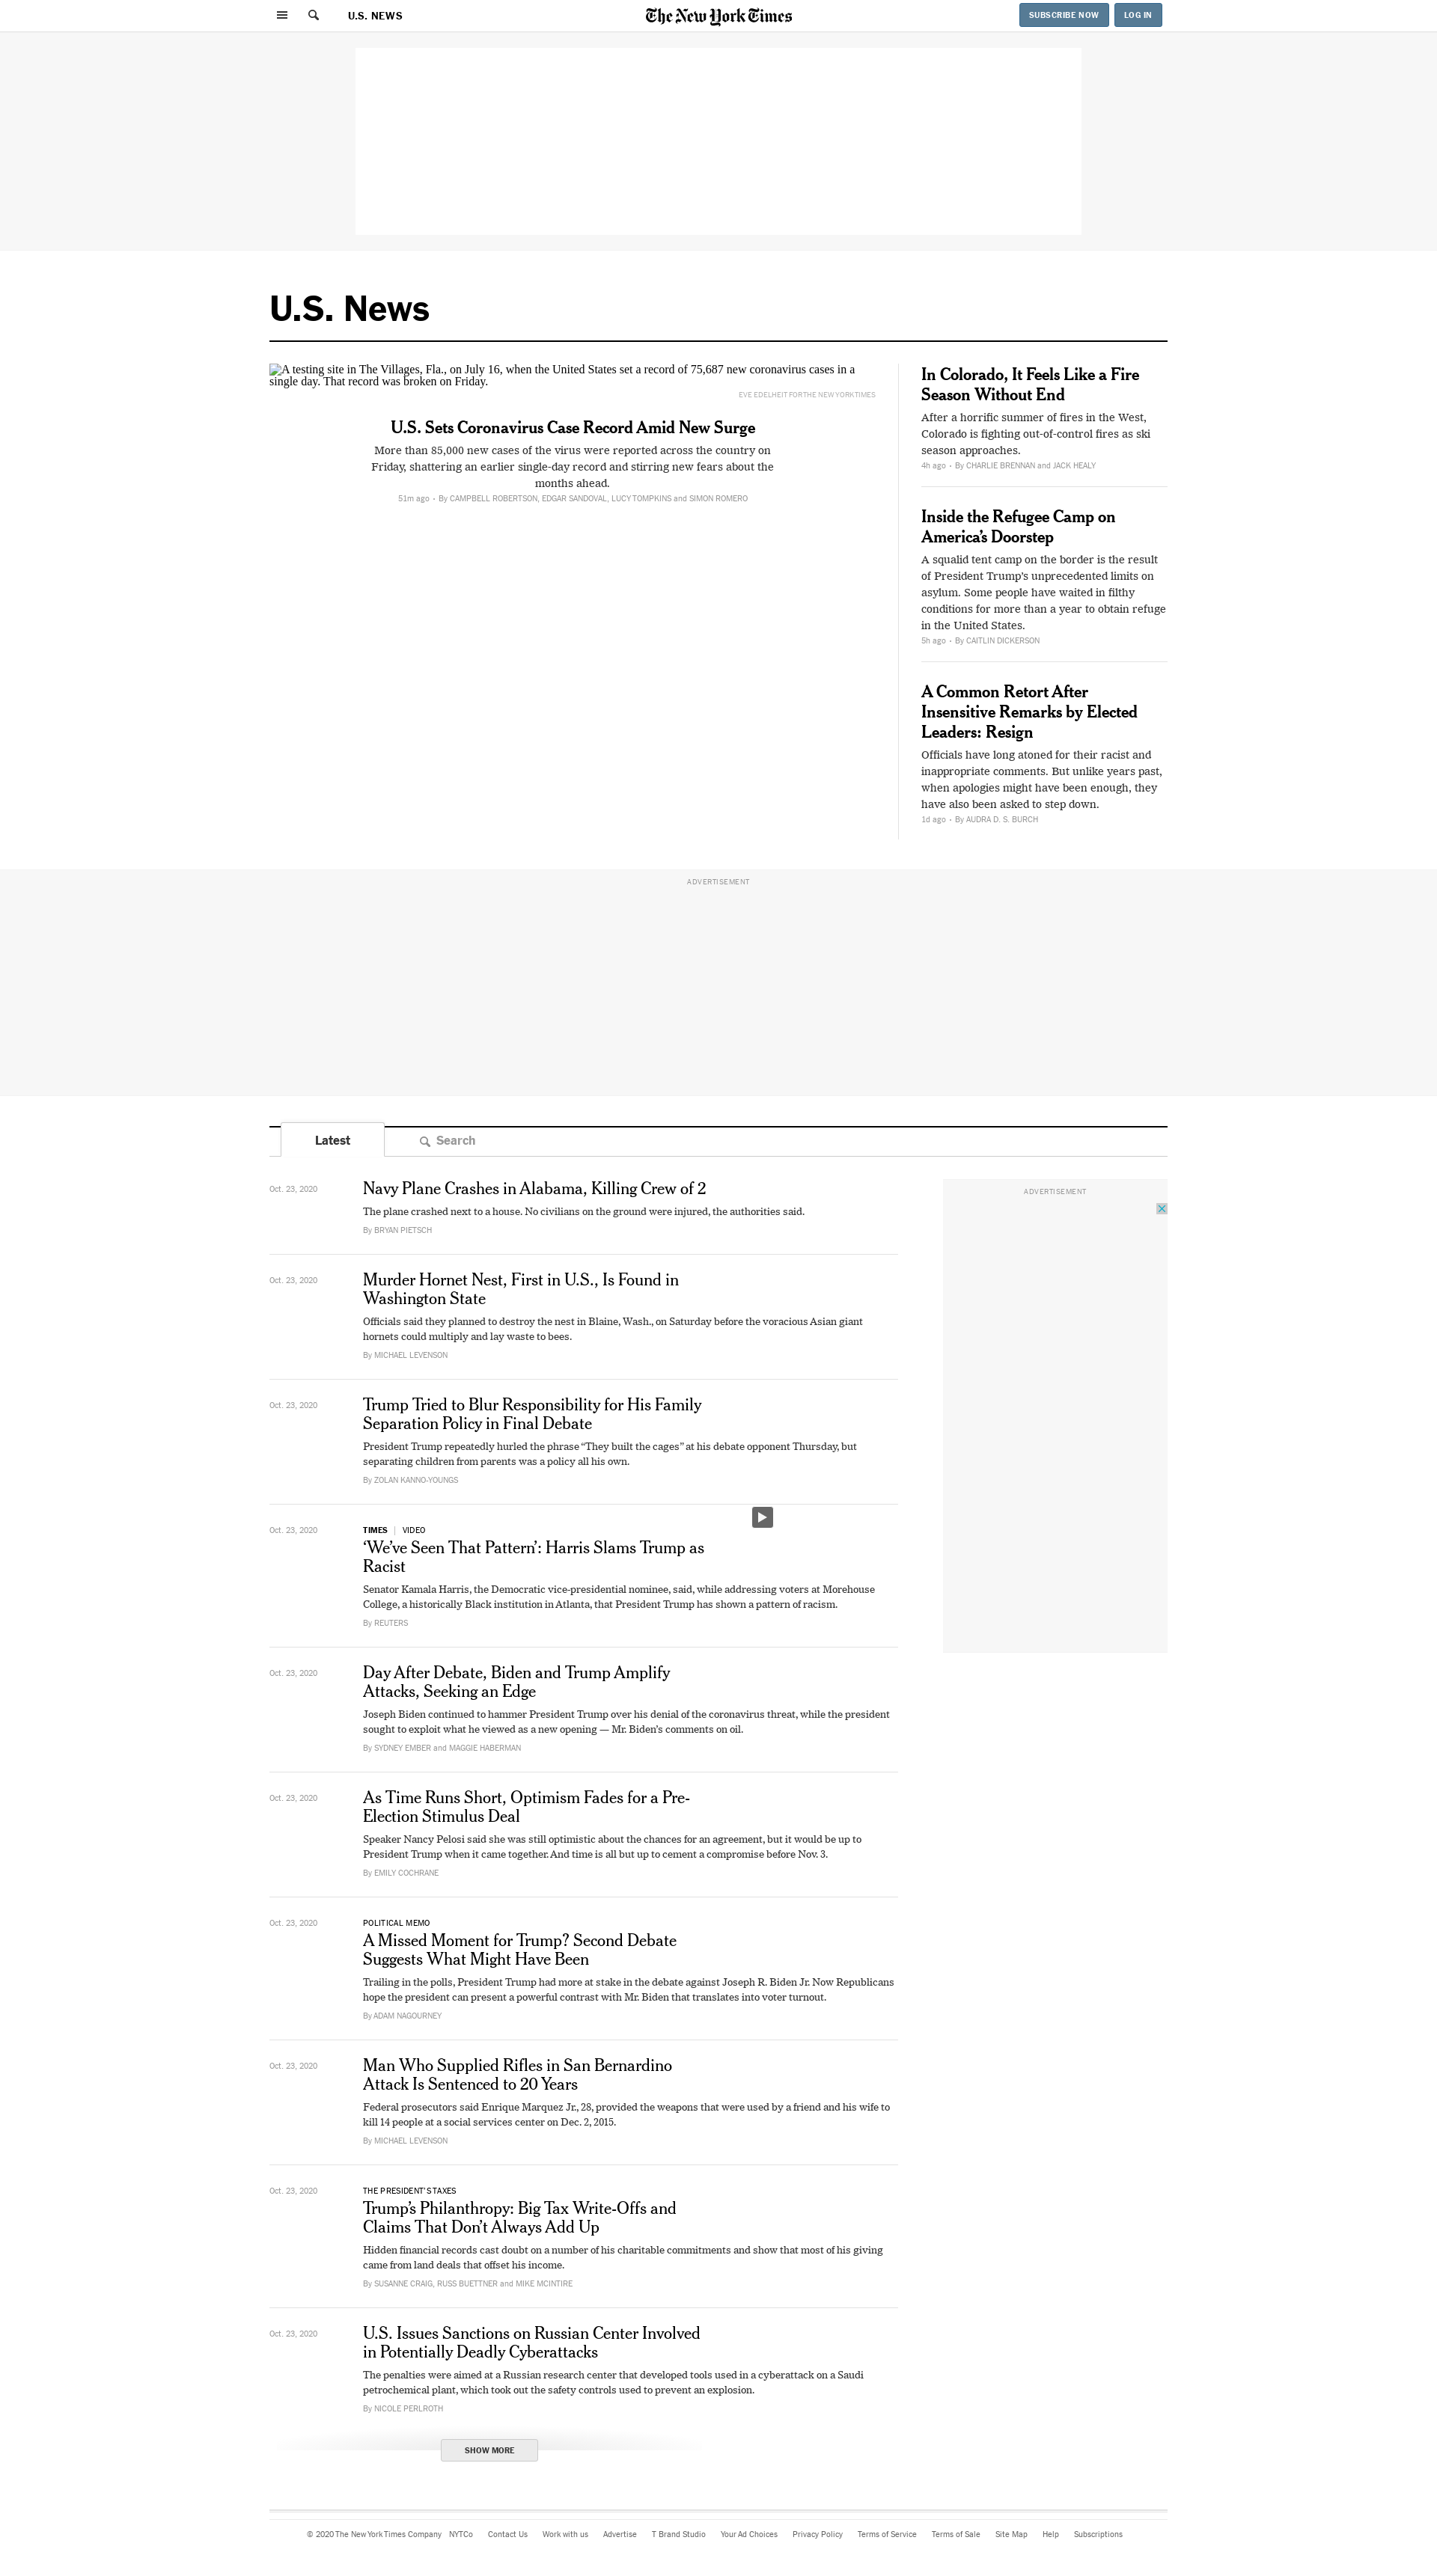 U.S. NEWS
The New York Times
SUBSCRIBE NOW
LOG IN
U.S. News
A testing site in The Villages, Fla., on July 16, when the United States set a record of 75,687 new coronavirus cases in a
single day. That record was broken on Friday.
EVE EDELHEIT FOR THE NEW YORK TIMES
U.S. Sets Coronavirus Case Record Amid New Surge
More than 85,000 new cases of the virus were reported across the country on
Friday, shattering an earlier single-day record and stirring new fears about the
months ahead.
51m ago • By CAMPBELL ROBERTSON, EDGAR SANDOVAL, LUCY TOMPKINS and SIMON ROMERO
In Colorado, It Feels Like a Fire
Season Without End
After a horrific summer of fires in the West,
Colorado is fighting out-of-control fires as ski
season approaches.
4h ago • By CHARLIE BRENNAN and JACK HEALY
Inside the Refugee Camp on
America’s Doorstep
A squalid tent camp on the border is the result
of President Trump’s unprecedented limits on
asylum. Some people have waited in filthy
conditions for more than a year to obtain refuge
in the United States.
5h ago • By CAITLIN DICKERSON
A Common Retort After
Insensitive Remarks by Elected
Leaders: Resign
Officials have long atoned for their racist and
inappropriate comments. But unlike years past,
when apologies might have been enough, they
have also been asked to step down.
1d ago • By AUDRA D. S. BURCH
ADVERTISEMENT
Latest
Search
Oct. 23, 2020
Navy Plane Crashes in Alabama, Killing Crew of 2
The plane crashed next to a house. No civilians on the ground were injured, the authorities said.
By BRYAN PIETSCH
ADVERTISEMENT
Oct. 23, 2020
Murder Hornet Nest, First in U.S., Is Found in
Washington State
Officials said they planned to destroy the nest in Blaine, Wash., on Saturday before the voracious Asian giant
hornets could multiply and lay waste to bees.
By MICHAEL LEVENSON
Oct. 23, 2020
Trump Tried to Blur Responsibility for His Family
Separation Policy in Final Debate
President Trump repeatedly hurled the phrase “They built the cages” at his debate opponent Thursday, but
separating children from parents was a policy all his own.
By ZOLAN KANNO-YOUNGS
Oct. 23, 2020
TIMES | VIDEO
‘We’ve Seen That Pattern’: Harris Slams Trump as
Racist
Senator Kamala Harris, the Democratic vice-presidential nominee, said, while addressing voters at Morehouse
College, a historically Black institution in Atlanta, that President Trump has shown a pattern of racism.
By REUTERS
Oct. 23, 2020
Day After Debate, Biden and Trump Amplify
Attacks, Seeking an Edge
Joseph Biden continued to hammer President Trump over his denial of the coronavirus threat, while the president
sought to exploit what he viewed as a new opening — Mr. Biden’s comments on oil.
By SYDNEY EMBER and MAGGIE HABERMAN
Oct. 23, 2020
As Time Runs Short, Optimism Fades for a Pre-
Election Stimulus Deal
Speaker Nancy Pelosi said she was still optimistic about the chances for an agreement, but it would be up to
President Trump when it came together. And time is all but up to cement a compromise before Nov. 3.
By EMILY COCHRANE
Oct. 23, 2020
POLITICAL MEMO
A Missed Moment for Trump? Second Debate
Suggests What Might Have Been
Trailing in the polls, President Trump had more at stake in the debate against Joseph R. Biden Jr. Now Republicans
hope the president can present a powerful contrast with Mr. Biden that translates into voter turnout.
By ADAM NAGOURNEY
Oct. 23, 2020
Man Who Supplied Rifles in San Bernardino
Attack Is Sentenced to 20 Years
Federal prosecutors said Enrique Marquez Jr., 28, provided the weapons that were used by a friend and his wife to
kill 14 people at a social services center on Dec. 2, 2015.
By MICHAEL LEVENSON
Oct. 23, 2020
THE PRESIDENT’S TAXES
Trump’s Philanthropy: Big Tax Write-Offs and
Claims That Don’t Always Add Up
Hidden financial records cast doubt on a number of his charitable commitments and show that most of his giving
came from land deals that offset his income.
By SUSANNE CRAIG, RUSS BUETTNER and MIKE MCINTIRE
Oct. 23, 2020
U.S. Issues Sanctions on Russian Center Involved
in Potentially Deadly Cyberattacks
The penalties were aimed at a Russian research center that developed tools used in a cyberattack on a Saudi
petrochemical plant, which took out the safety controls used to prevent an explosion.
By NICOLE PERLROTH
SHOW MORE
© 2020 The New York Times Company NYTCo Contact Us Work with us Advertise T Brand Studio Your Ad Choices Privacy Policy Terms of Service Terms of Sale Site Map Help Subscriptions